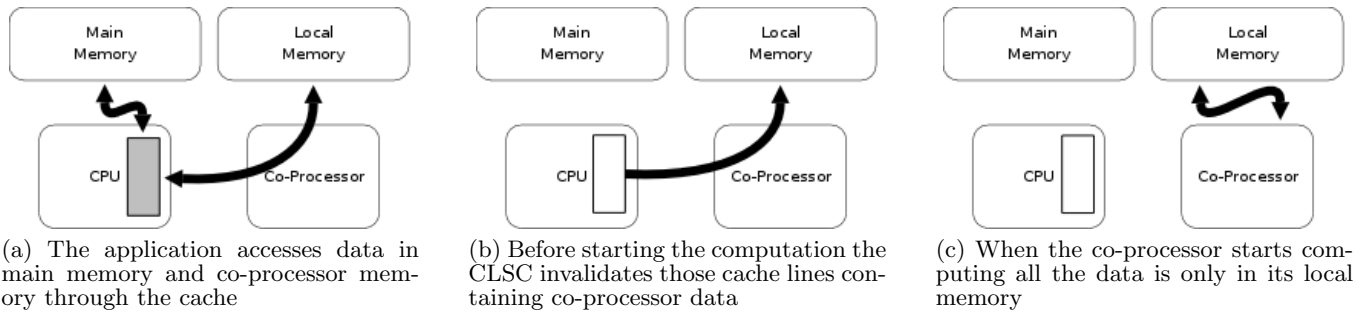 Main
Memory
Local
Memory
CPU
Co-Processor
(a) The application accesses data in
main memory and co-processor mem-
ory through the cache
Main
Memory
Local
Memory
CPU
Co-Processor
(b) Before starting the computation the
CLSC invalidates those cache lines con-
taining co-processor data
Main
Memory
Local
Memory
CPU
Co-Processor
(c) When the co-processor starts com-
puting all the data is only in its local
memory